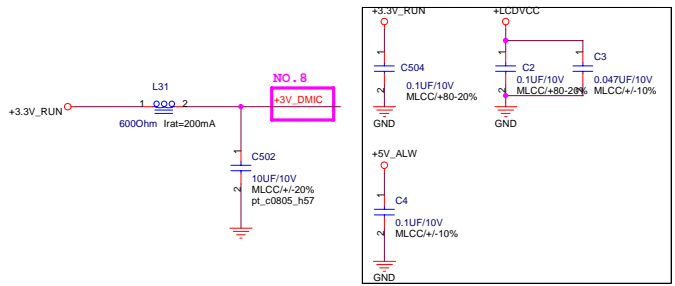 NO.8
L31
+3.3V_RUN
1
2
+3V_DMIC
600Ohm Irat=200mA
1
2
C502
10UF/10V
MLCC/+/-20%
pt_c0805_h57
+3.3V_RUN
1
2
C504
0.1UF/10V
MLCC/+80-20%
GND
+LCDVCC
1
2
C2
0.1UF/10V
MLCC/+80-20%
GND
1
2
C3
0.047UF/10V
MLCC/+/-10%
+5V_ALW
1
2
C4
0.1UF/10V
MLCC/+/-10%
GND